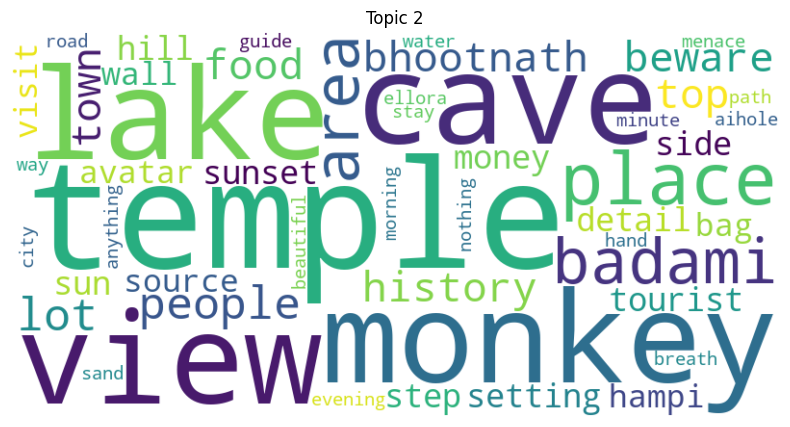 Topic 2
road
guide
water
menace
hill
visit
lake
wall
town
food
area
bhootnath
cave
beware
top
path
ellora
stay
minute
aihole
side
way
avatar
sunset
money
place
temple
morning
nothing
anything
beautiful
detail
bag
hand
city
sun
source
people
history
badami
tourist
lot
view
monkey
breath
sand
evening
step
setting
hampi